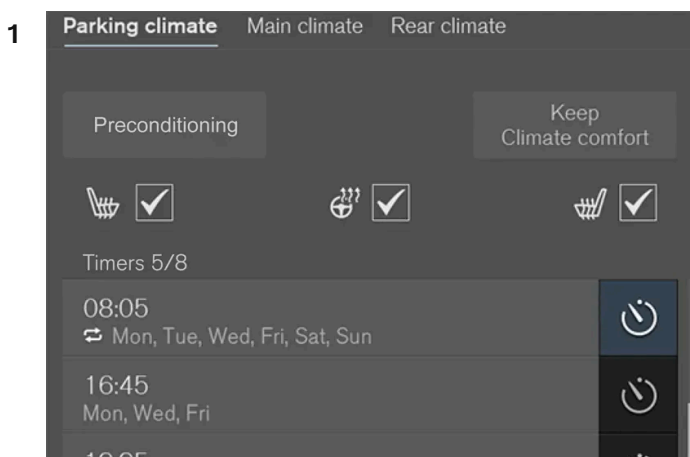 1
Parking climate Main climate Rear climate
Preconditioning
Keep
Climate comfort
Timers 5/8
08:05
Mon, Tue, Wed, Fri, Sat, Sun
16:45
Mon, Wed, Fri